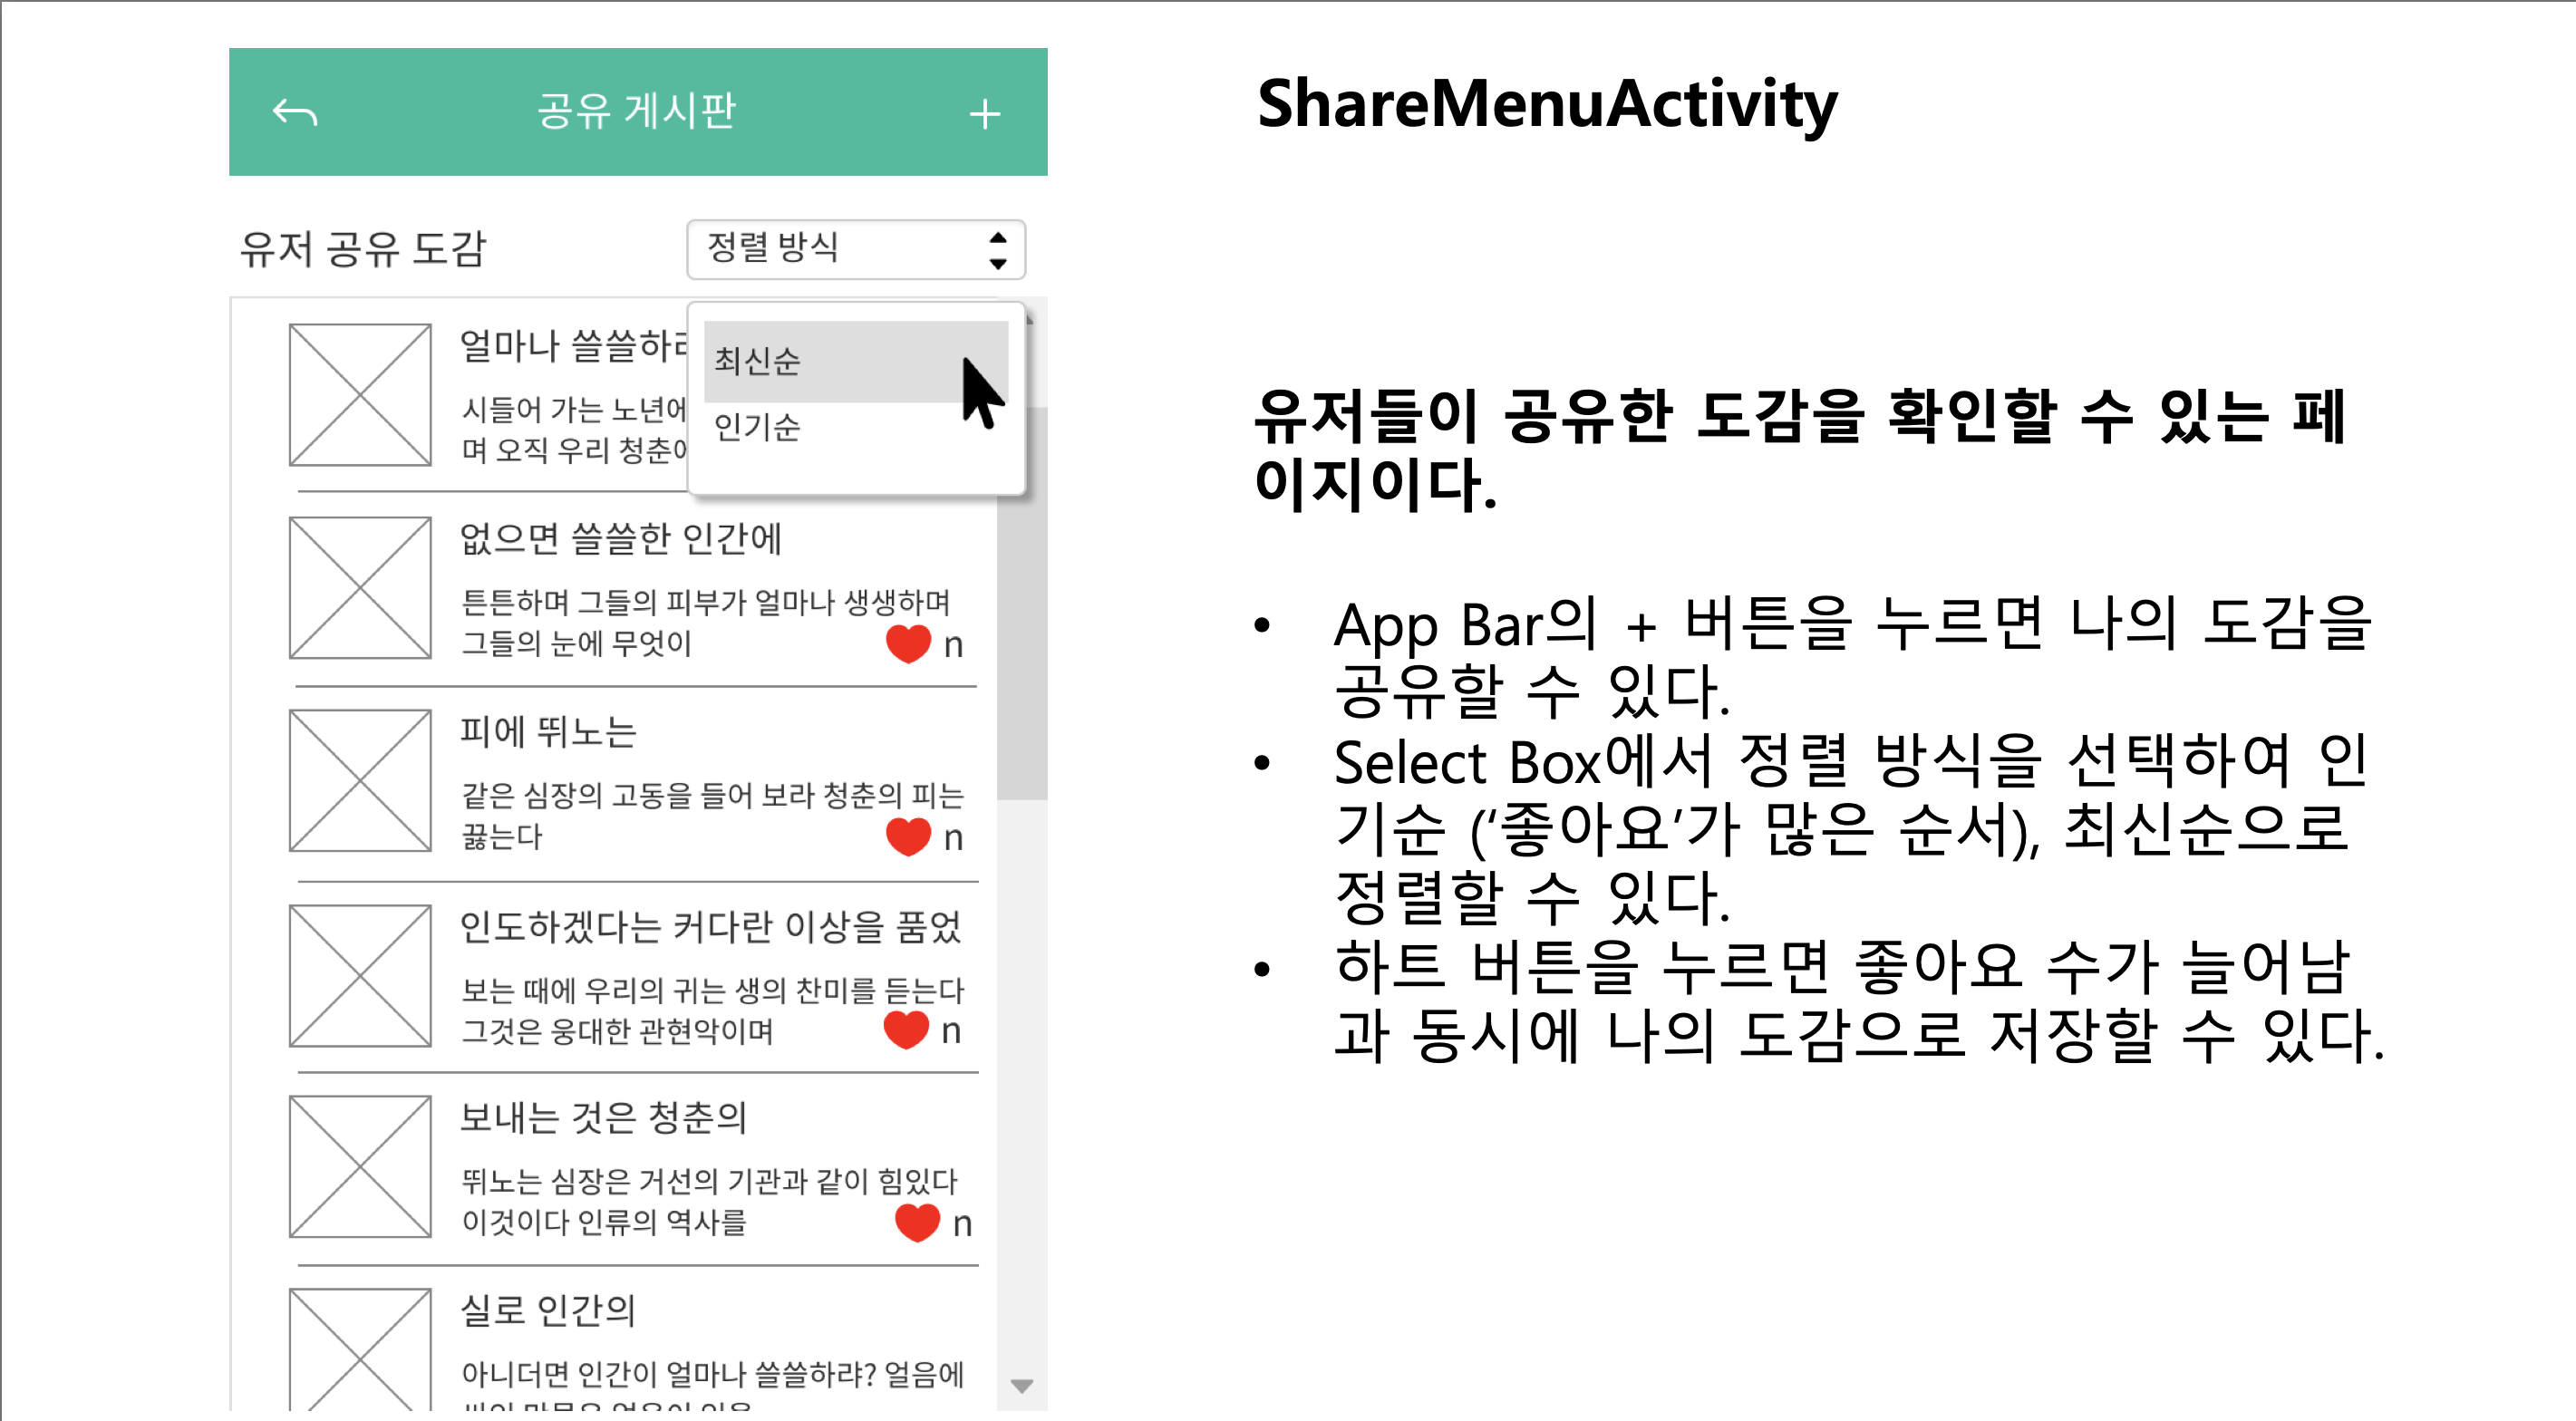 공유 게시판
+
유저 공유 도감
정렬 방식
최신순
인기순
얼마나 쓸쓸하
시들어 가는 노년에
며 오직 우리 청춘에
없으면 쓸쓸한 인간에
튼튼하며 그들의 피부가 얼마나 생생하며
그들의 눈에 무엇이
n
피에 뛰노는
같은 심장의 고동을 들어 보라 청춘의 피는
끓는다
n
인도하겠다는 커다란 이상을 품었
보는 때에 우리의 귀는 생의 찬미를 듣는다
그것은 웅대한 관현악이며
n
보내는 것은 청춘의
뛰노는 심장은 거선의 기관과 같이 힘있다
이것이다 인류의 역사를
n
실로 인간의
아니더면 인간이 얼마나 쓸쓸하랴? 얼음에
ShareMenuActivity
유저들이 공유한 도감을 확인할 수 있는 페
이지이다.
• App Bar의 + 버튼을 누르면 나의 도감을
공유할 수 있다.
• Select Box에서 정렬 방식을 선택하여 인
기순 (‘좋아요’가 많은 순서), 최신순으로
정렬할 수 있다.
• 하트 버튼을 누르면 좋아요 수가 늘어남
과 동시에 나의 도감으로 저장할 수 있다.